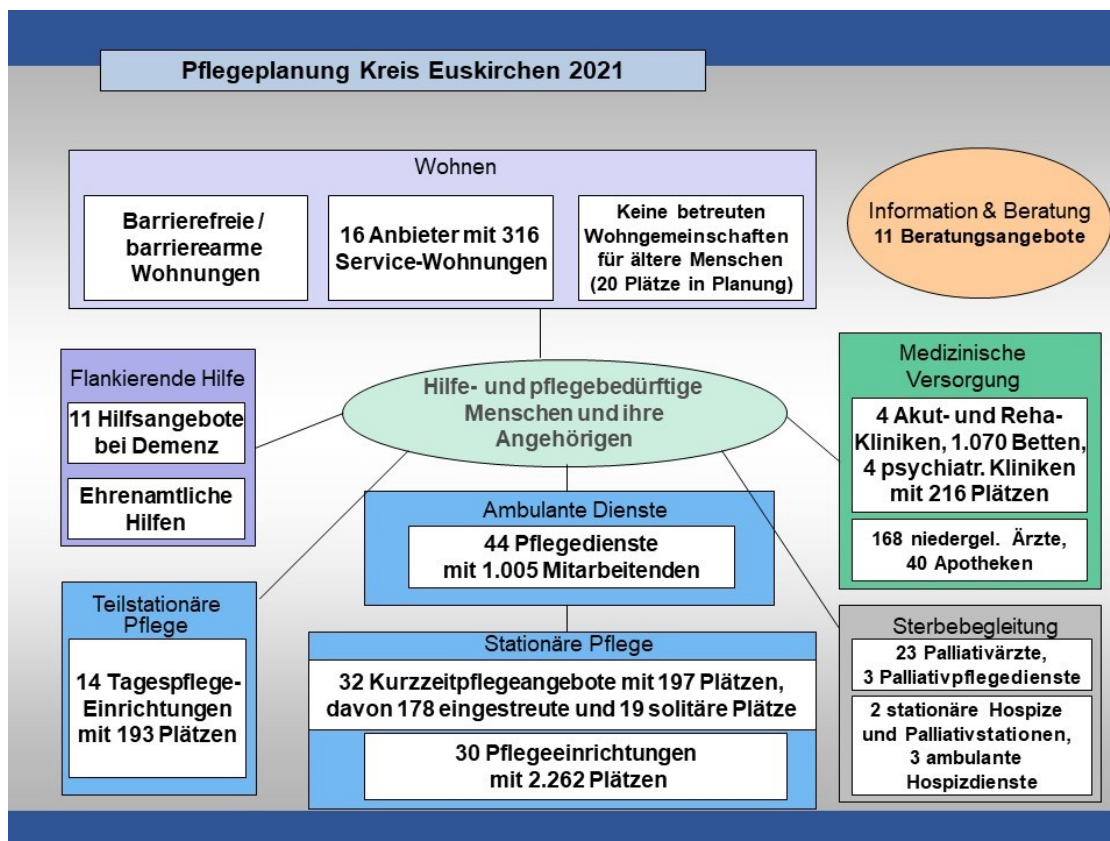 Pflegeplanung Kreis Euskirchen 2021
Wohnen
Barrierefreie /
barrierearme
Wohnungen
16 Anbieter mit 316
Service-Wohnungen
Keine betreuten
Wohngemeinschaften
für ältere Menschen
(20 Plätze in Planung)
Information & Beratung
11 Beratungsangebote
Flankierende Hilfe
11 Hilfsangebote
bei Demenz
Ehrenamtliche
Hilfen
Hilfe- und pflegebedürftige
Menschen und ihre
Angehörigen
Medizinische
Versorgung
4 Akut- und Reha-
Kliniken, 1.070 Betten,
4 psychiatr. Kliniken
mit 216 Plätzen
168 niedergel. Ärzte,
40 Apotheken
Ambulante Dienste
44 Pflegedienste
mit 1.005 Mitarbeitenden
Teilstationäre
Pflege
14 Tagespflege-
Einrichtungen
mit 193 Plätzen
Stationäre Pflege
32 Kurzzeitpflegeangebote mit 197 Plätzen,
davon 178 eingestreute und 19 solitäre Plätze
30 Pflegeeinrichtungen
mit 2.262 Plätzen
Sterbebegleitung
23 Palliativärzte,
3 Palliativpflegedienste
2 stationäre Hospize
und Palliativstationen,
3 ambulante
Hospizdienste